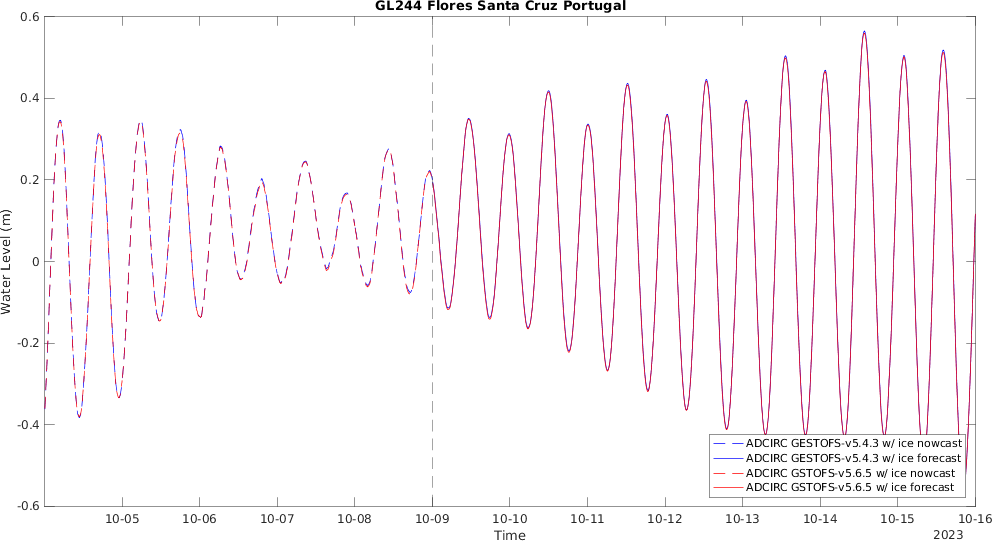 GL244 Flores Santa Cruz Portugal
0.6
0.4
0.2
0
-0.2
-0.4
-0.6
Water Level (m)
ADCIRC GESTOFS-v5.4.3 w/ ice nowcast
ADCIRC GESTOFS-v5.4.3 w/ ice forecast
ADCIRC GSTOFS-v5.6.5 w/ ice nowcast
ADCIRC GSTOFS-v5.6.5 w/ ice forecast
10-05 10-06 10-07 10-08 10-09 10-10 10-11 10-12 10-13 10-14 10-15 10-16
Time
2023